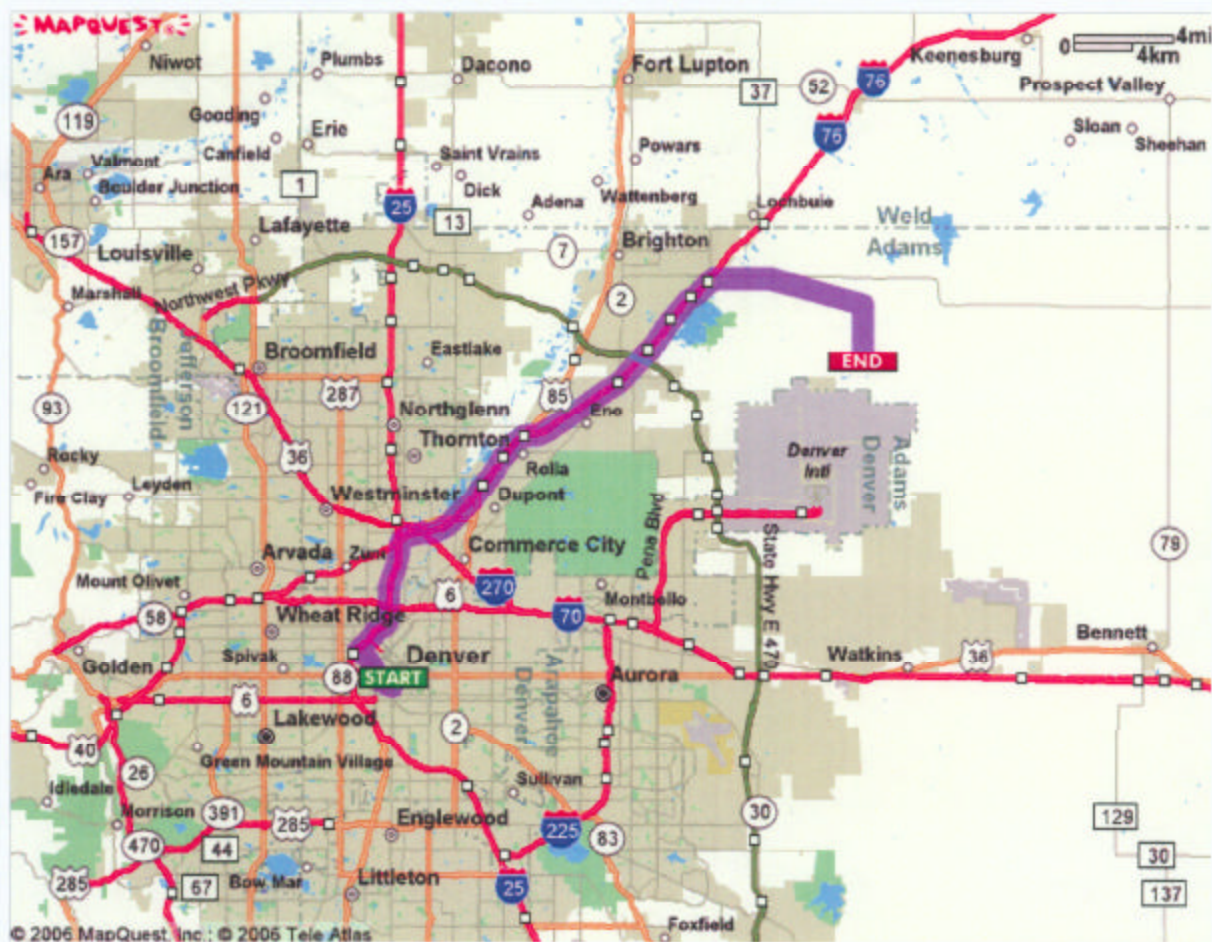 MAPQUEST
Niwot
Plumbs
Dacono
Fort Lupton
37
52
76
Keenesburg
0 4mi
4km
Prospect Valley
119
Gooding
Erie
Canfield
76
Sloan
Sheehan
Ara
Valmont
Boulder Junction
Saint Vrains
Dick
Powars
Wattenberg
1
25
13
Adena
Lochbuie
Lafayette
157
Louisville
7
Brighton
Weld
Adams
Marshall
Northwest Pkwy
2
Broomfield
Jefferson
Broomfield
Eastlake
END
93
121
287
85
Northglenn
Eno
Thornton
36
Rocky
Rolla
Denver
Intl
Denver
Adams
Fire Clay
Leyden
Westminster
Dupont
Pena Blvd
State Hwy E 470
Arvada
Zuni
Commerce City
79
Mount Olivet
270
6
Montbello
58
Wheat Ridge
70
Golden
Spivak
Denver
Watkins
36
Bennett
88
START
Arapahoe
Denver
Aurora
6
Lakewood
2
40
Green Mountain Village
26
Idledale
Sullivan
Morrison
391
285
Englewood
225
83
30
129
470
44
30
285
67
Bow Mar
Littleton
25
137
Foxfield
© 2006 MapQuest, Inc.; © 2006 Tele Atlas